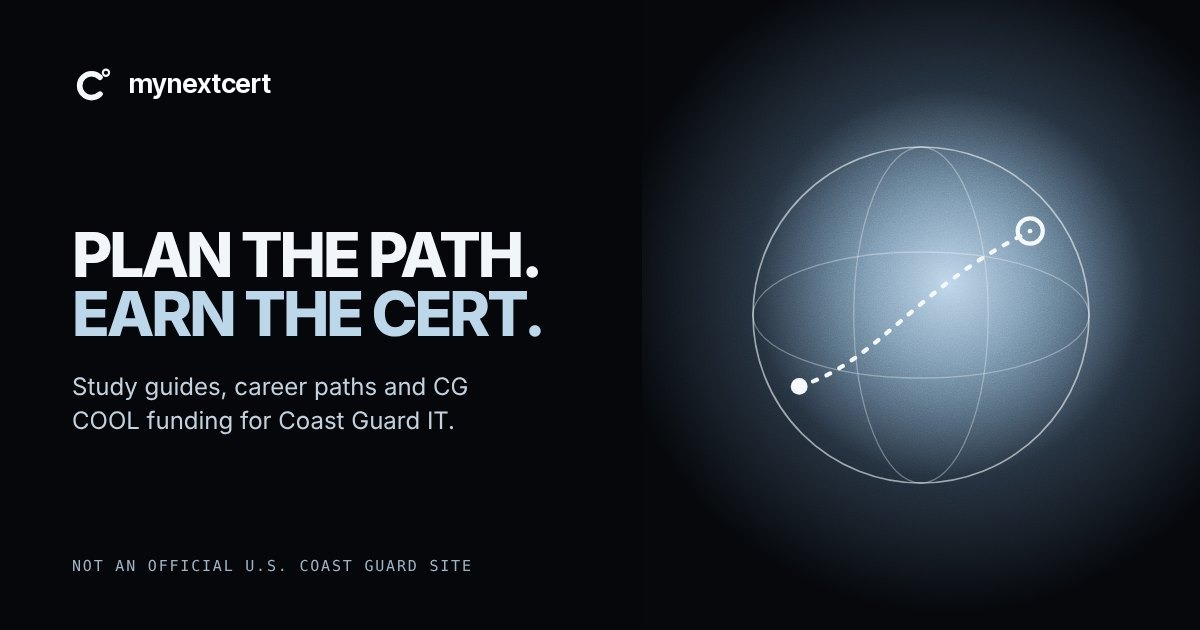 mynextcert
PLAN THE PATH.
EARN THE CERT.
Study guides, career paths and CG
COOL funding for Coast Guard IT.
NOT AN OFFICIAL U.S. COAST GUARD SITE